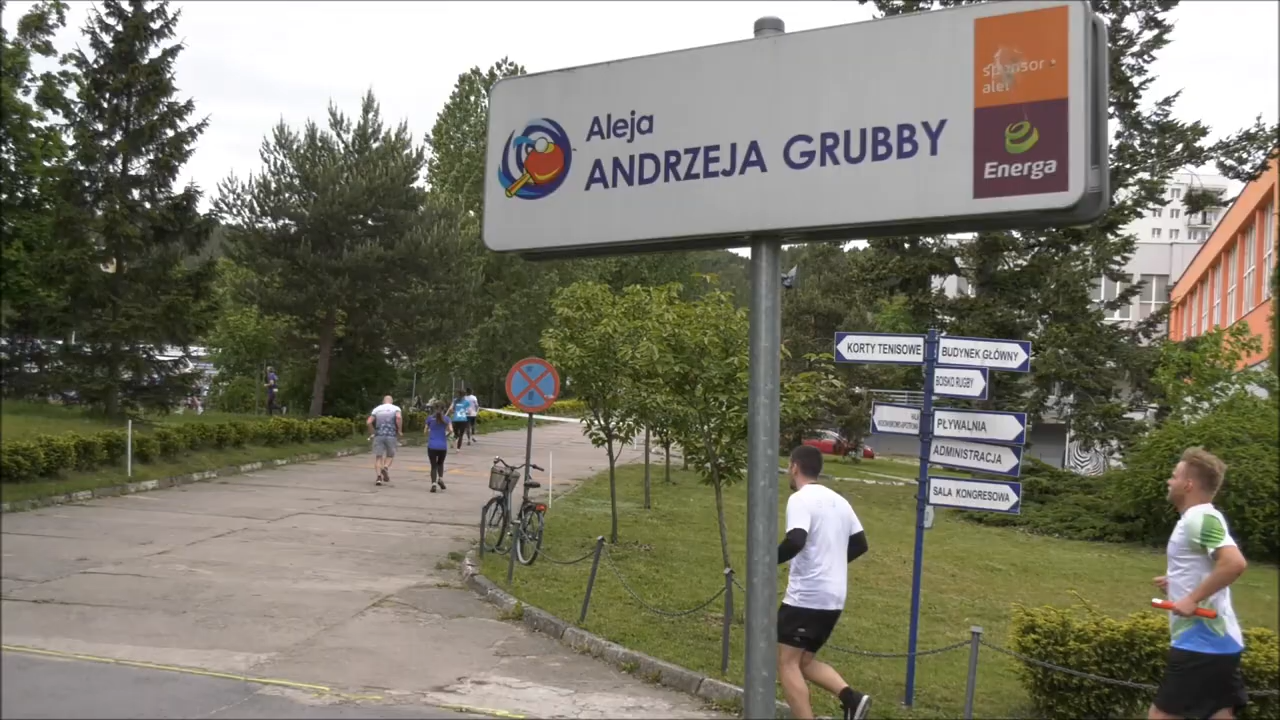 Aleja
ANDRZEJA GRUBBY
sponsor
alei
Energa
KORTY TENISOWE
BUDYNEK GŁÓWNY
BOISKO RUGBY
PŁYWALNIA
ADMINISTRACJA
SALA KONGRESOWA